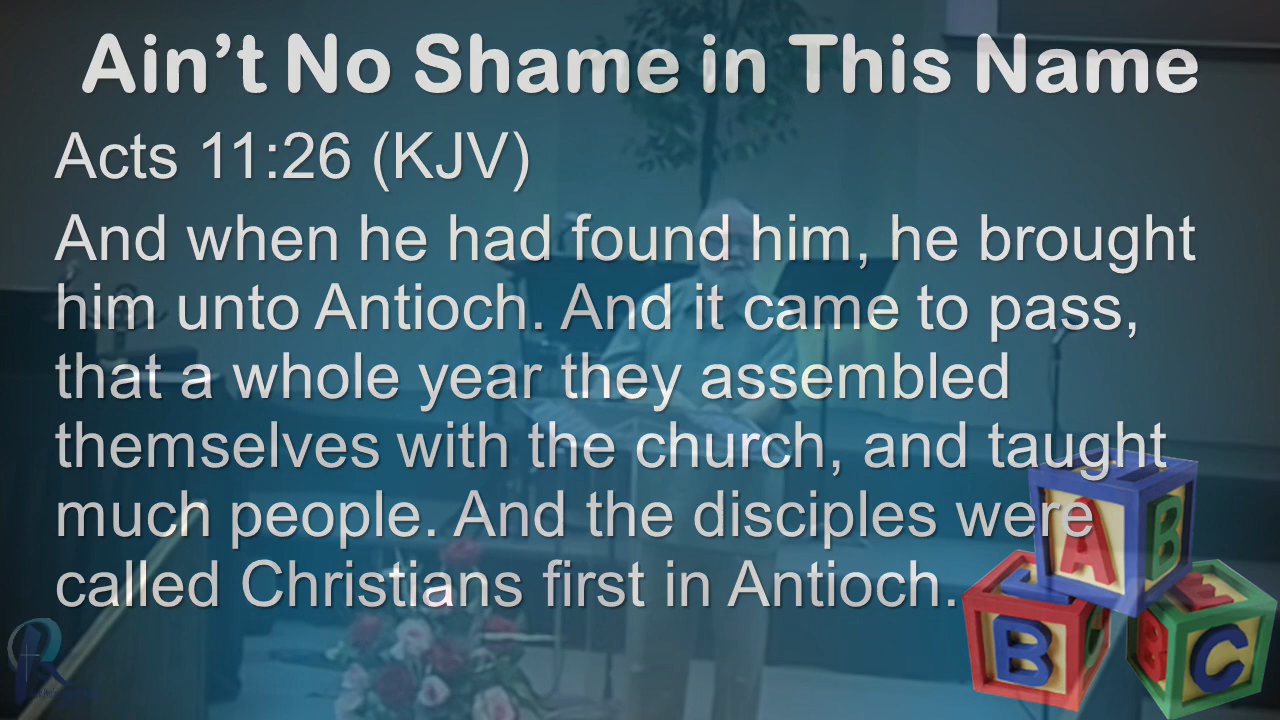 Ain’t No Shame in This Name
Acts 11:26 (KJV)
And when he had found him, he brought
him unto Antioch. And it came to pass,
that a whole year they assembled
themselves with the church, and taught
much people. And the disciples were
called Christians first in Antioch.
A B
B C
E B C